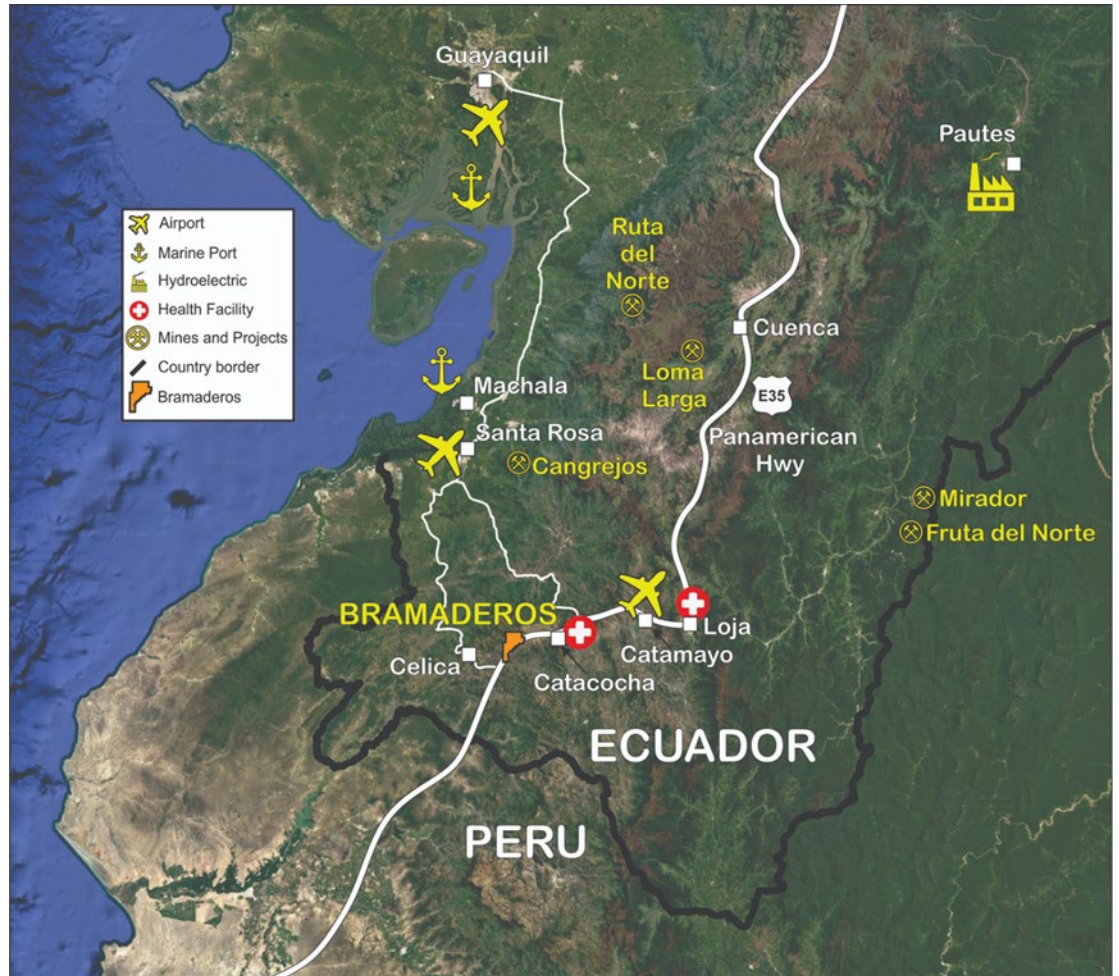 Guayaquil
Pautes
Airport
Marine Port
Hydroelectric
Health Facility
Mines and Projects
Country border
Bramaderos
Ruta
del
Norte
Cuenca
Loma
Larga
E35
Panamerican
Hwy
Machala
Santa Rosa
Cangrejos
Mirador
Fruta del Norte
BRAMADEROS
Loja
Celica
Catamayo
Catacocha
ECUADOR
PERU